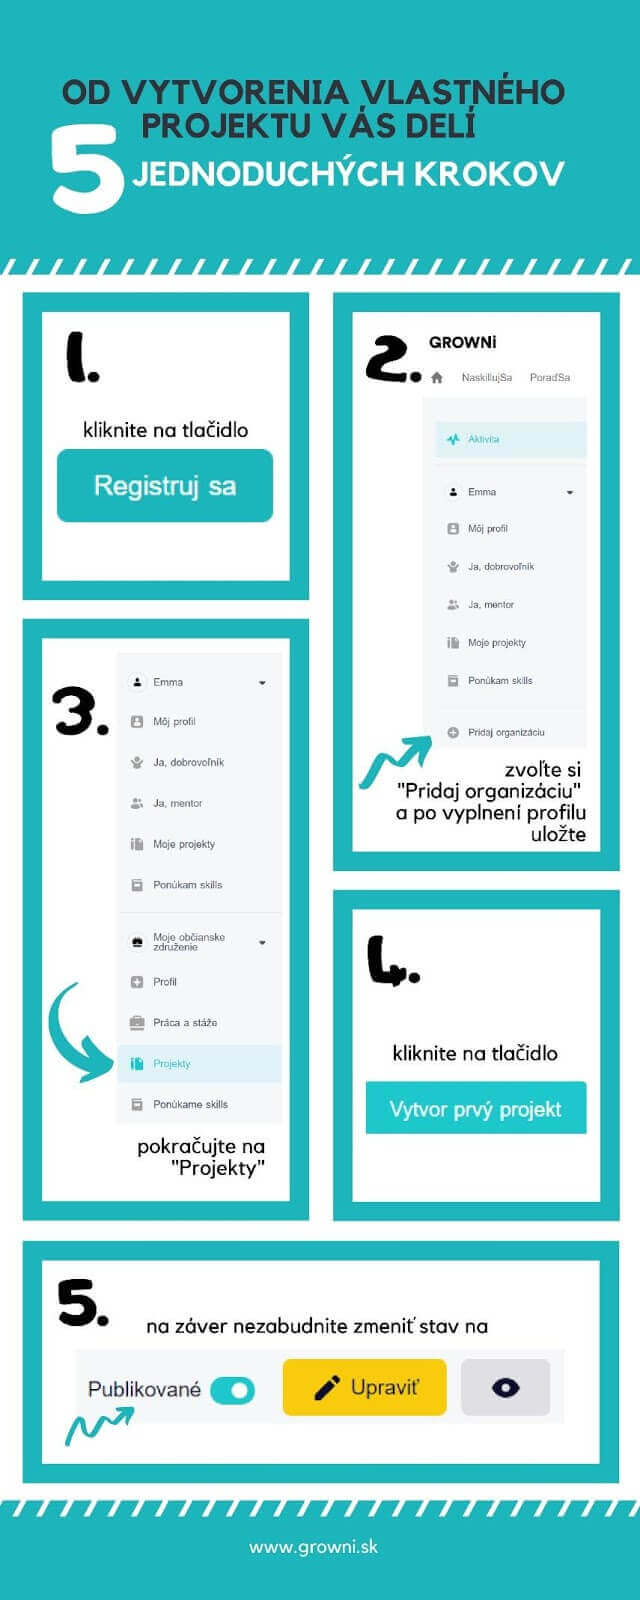 OD VYTVORENIA VLASTNÉHO
PROJEKTU VÁS DELÍ
5 JEDNODUCHÝCH KROKOV
1.
kliknite na tlačidlo
Registruj sa
2.
GROWNi
NaskillujSa PoraďSa
Aktivita
Emma
Môj profil
Ja, dobrovoľník
Ja, mentor
Moje projekty
Ponúkam skills
Pridaj organizáciu
zvoľte si
"Pridaj organizáciu"
a po vyplnení profilu
uložte
3.
Emma
Môj profil
Ja, dobrovoľník
Ja, mentor
Moje projekty
Ponúkam skills
Moje občianske
združenie
Profil
Práca a stáže
Projekty
Ponúkame skills
pokračujte na
"Projekty"
4.
kliknite na tlačidlo
Vytvor prvý projekt
5.
na záver nezabudnite zmeniť stav na
Publikované Upraviť
www.growni.sk